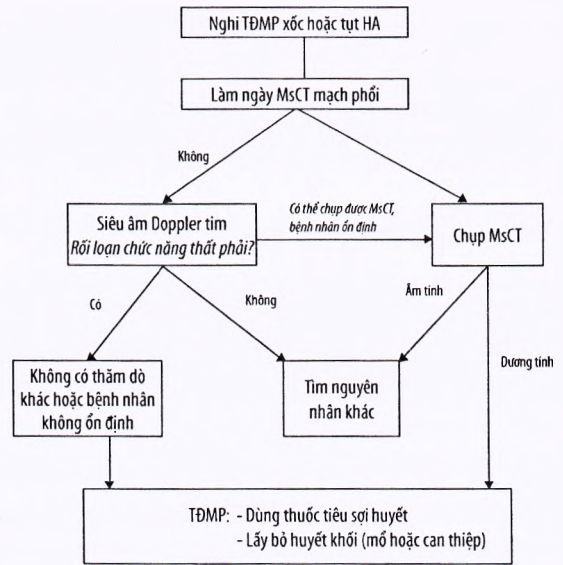 Nghi TĐMP xốc hoặc tụt HA
Làm ngày MsCT mạch phổi
Không
Siêu âm Doppler tim
Rối loạn chức năng thất phải?
Có thể chụp được MsCT,
bệnh nhân ổn định
Chụp MsCT
Có
Không
Âm tính
Dương tính
Không có thăm dò
khác hoặc bệnh nhân
không ổn định
Tìm nguyên
nhân khác
TĐMP: - Dùng thuốc tiêu sợi huyết
- Lấy bỏ huyết khối (mổ hoặc can thiệp)